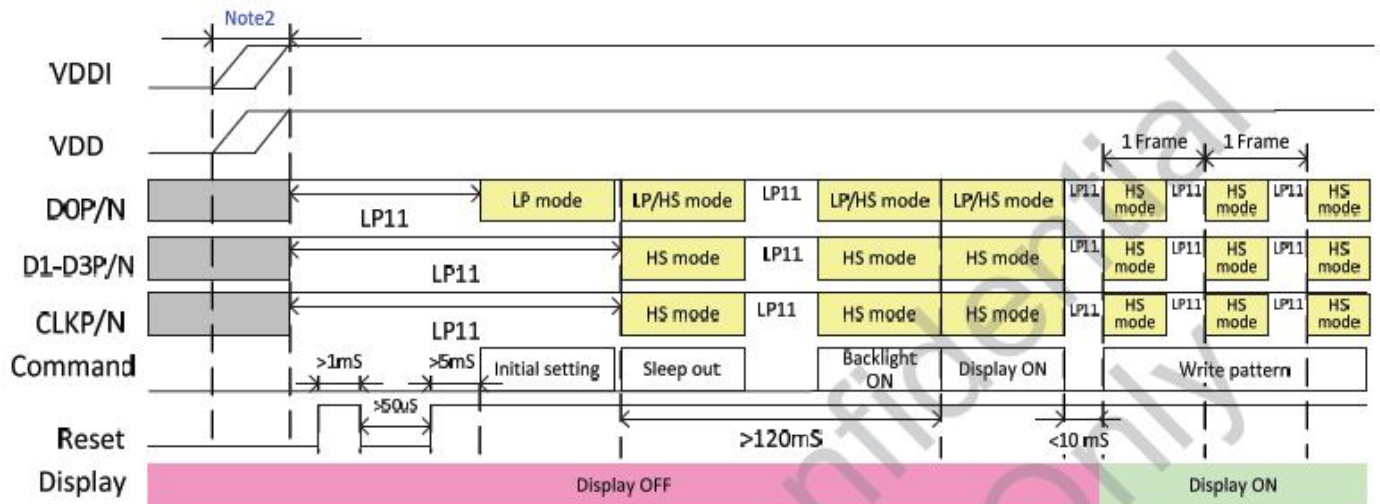 Note2
VDDI
VDD
1 Frame 1 Frame
D0P/N LP11 LP mode LP/HS mode LP11 LP/HS mode LP/HS mode LP11 HS mode LP11 HS mode LP11 HS mode
D1-D3P/N LP11 HS mode LP11 HS mode HS mode LP11 HS mode LP11 HS mode LP11 HS mode
CLKP/N LP11 HS mode LP11 HS mode HS mode LP11 HS mode LP11 HS mode LP11 HS mode
Command >1mS >5mS Initial setting Sleep out Backlight ON Display ON Write pattern
>50uS
Reset >120mS <10 mS
Display Display OFF Display ON
nfidential
only